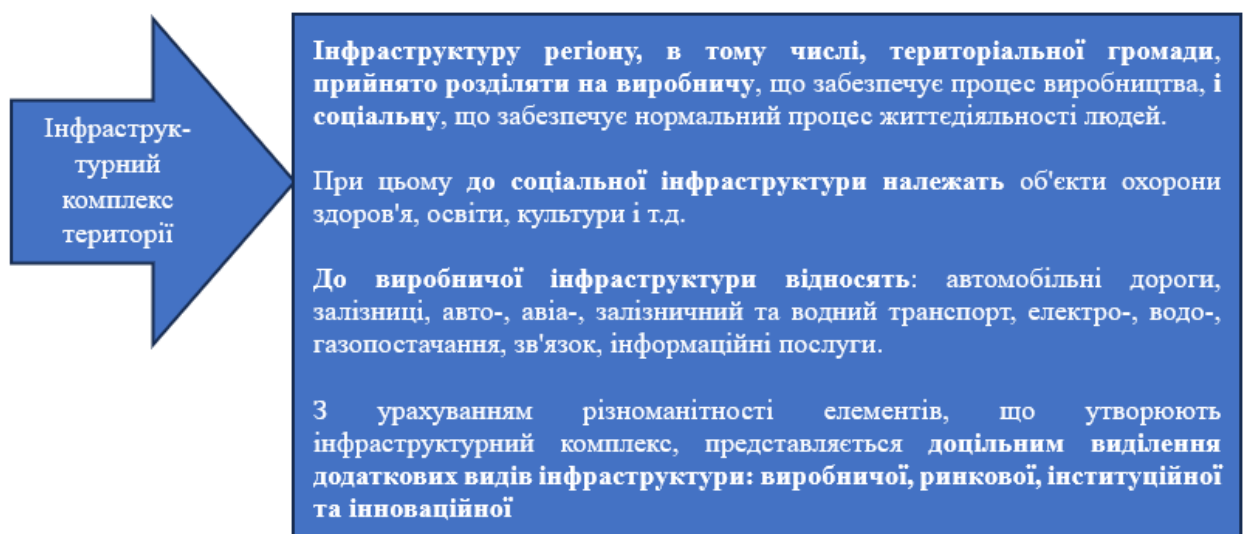 Інфраструк-
турний
комплекс
території
Інфраструктуру регіону, в тому числі, територіальної громади,
прийнято розділяти на виробничу, що забезпечує процес виробництва, і
соціальну, що забезпечує нормальний процес життєдіяльності людей.
При цьому до соціальної інфраструктури належать об'єкти охорони
здоров'я, освіти, культури і т.д.
До виробничої інфраструктури відносять: автомобільні дороги,
залізниці, авто-, авіа-, залізничний та водний транспорт, електро-, водо-,
газопостачання, зв'язок, інформаційні послуги.
З урахуванням різноманітності елементів, що утворюють
інфраструктурний комплекс, представляється доцільним виділення
додаткових видів інфраструктури: виробничої, ринкової, інституційної
та інноваційної